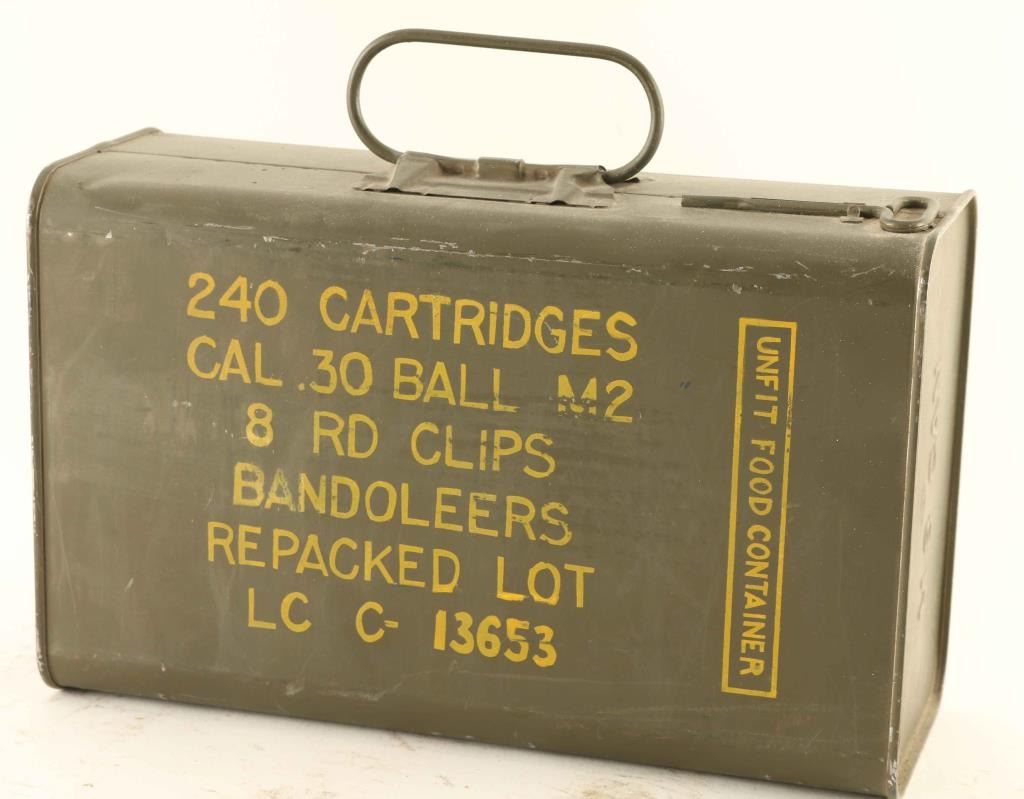 240 CARTRIDGES
CAL .30 BALL M2
8 RD CLIPS
BANDOLEERS
REPACKED LOT
LC C- 13653
UNFIT FOOD CONTAINER